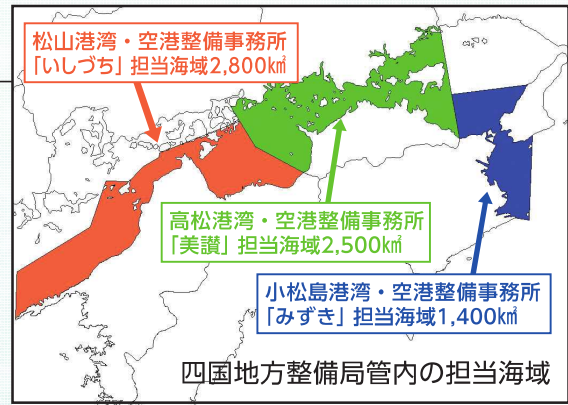 松山港湾・空港整備事務所
「いしづち」担当海域2,800㎢
高松港湾・空港整備事務所
「美讃」担当海域2,500㎢
小松島港湾・空港整備事務所
「みずき」担当海域1,400㎢
四国地方整備局管内の担当海域